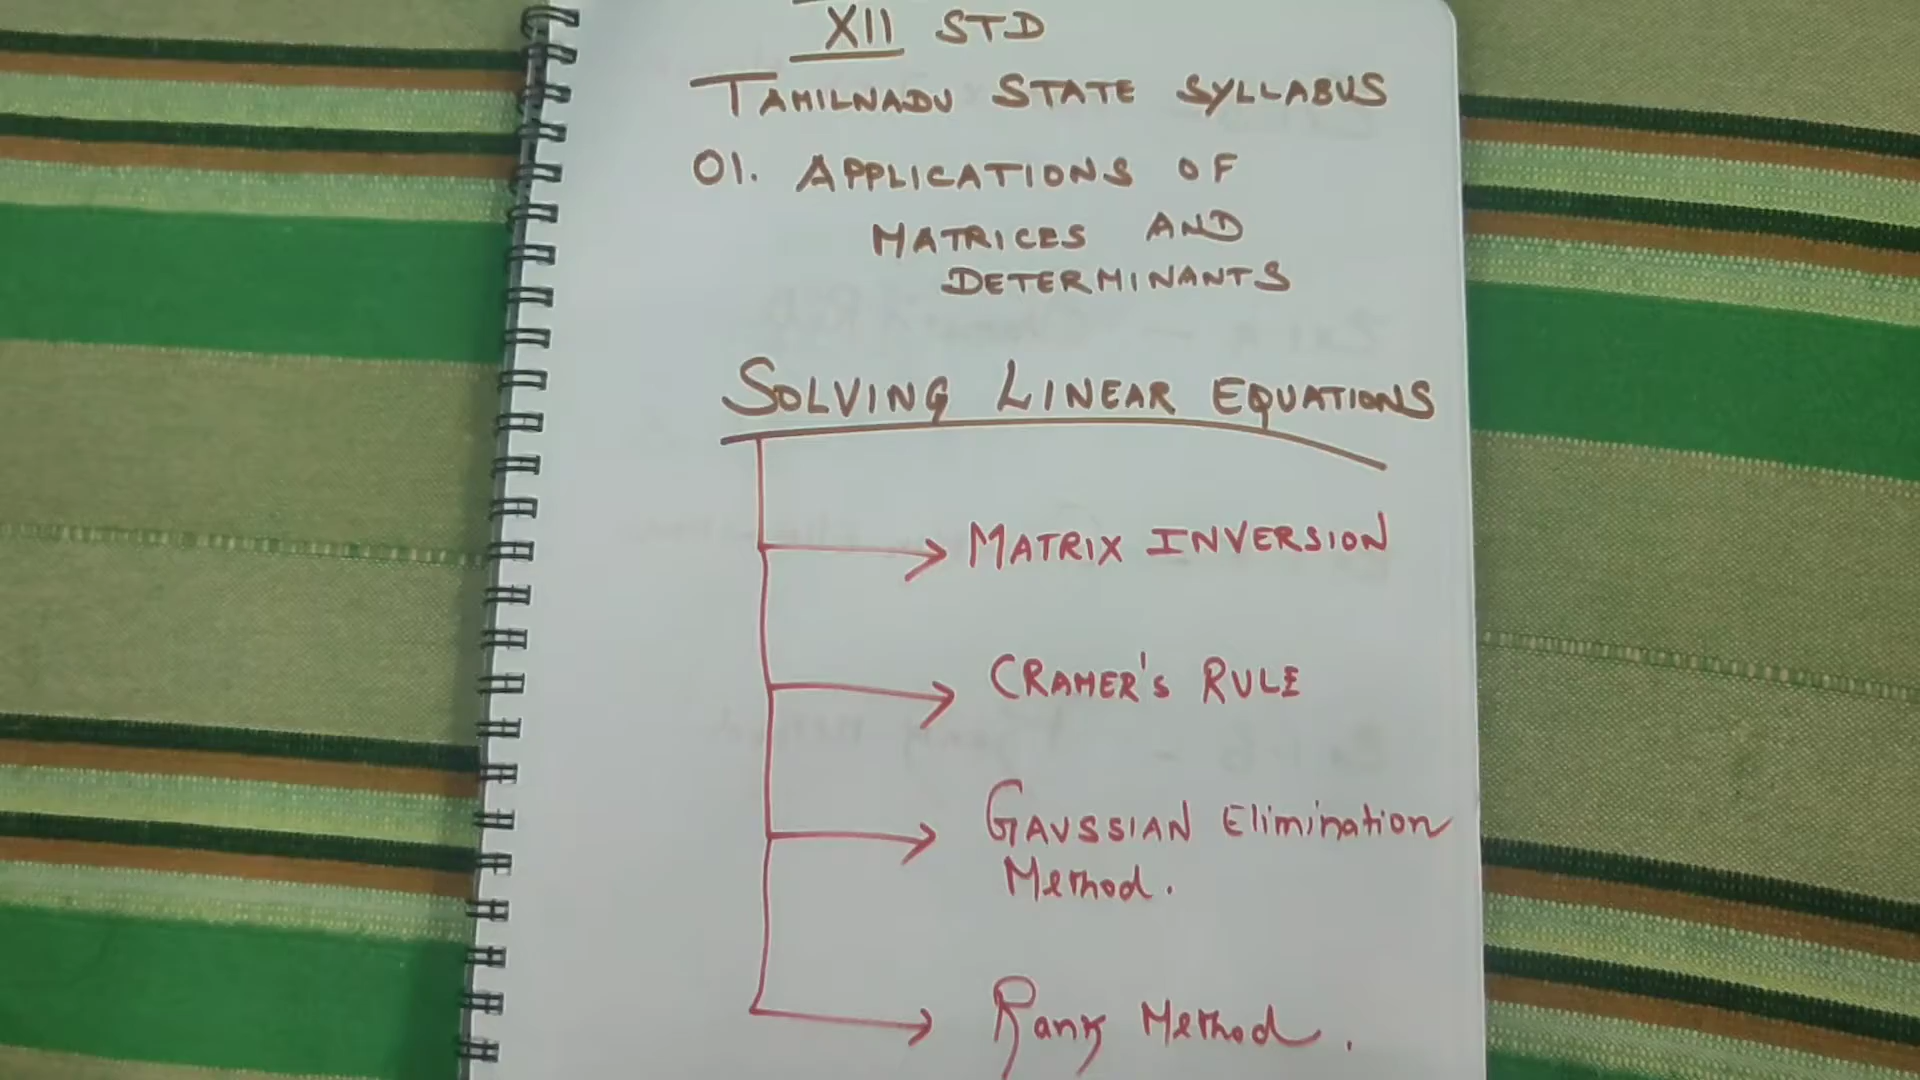 XII STD
TAMILNADU STATE SYLLABUS
01. APPLICATIONS OF
MATRICES AND
DETERMINANTS
SOLVING LINEAR EQUATIONS
MATRIX INVERSION
CRAMER'S RULE
GAUSSIAN Elimination
Method.
Rank Method.